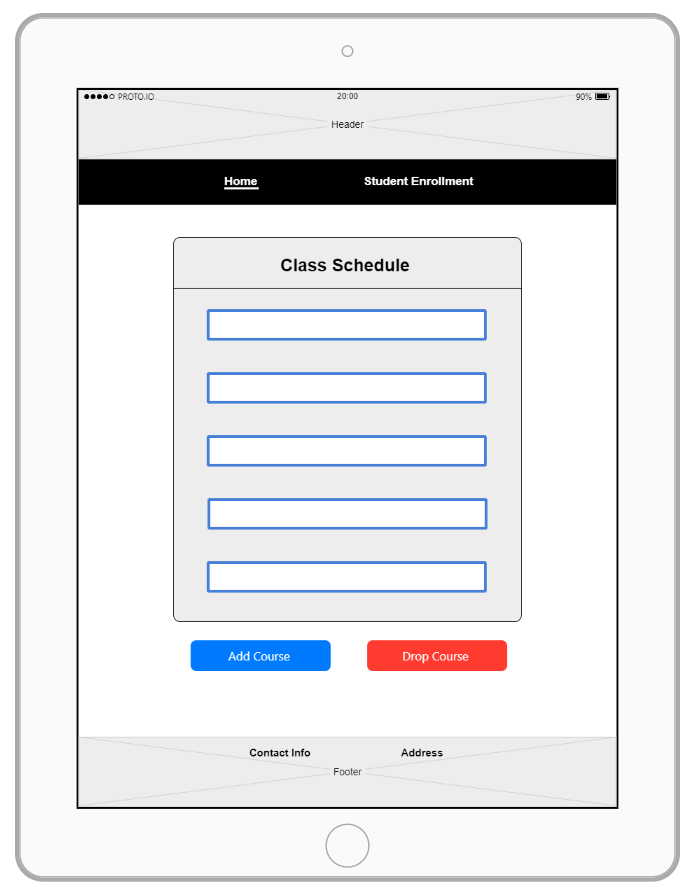 PROTO.IO 20:00 90%
Header
Home Student Enrollment
Class Schedule
Add Course Drop Course
Contact Info Address
Footer